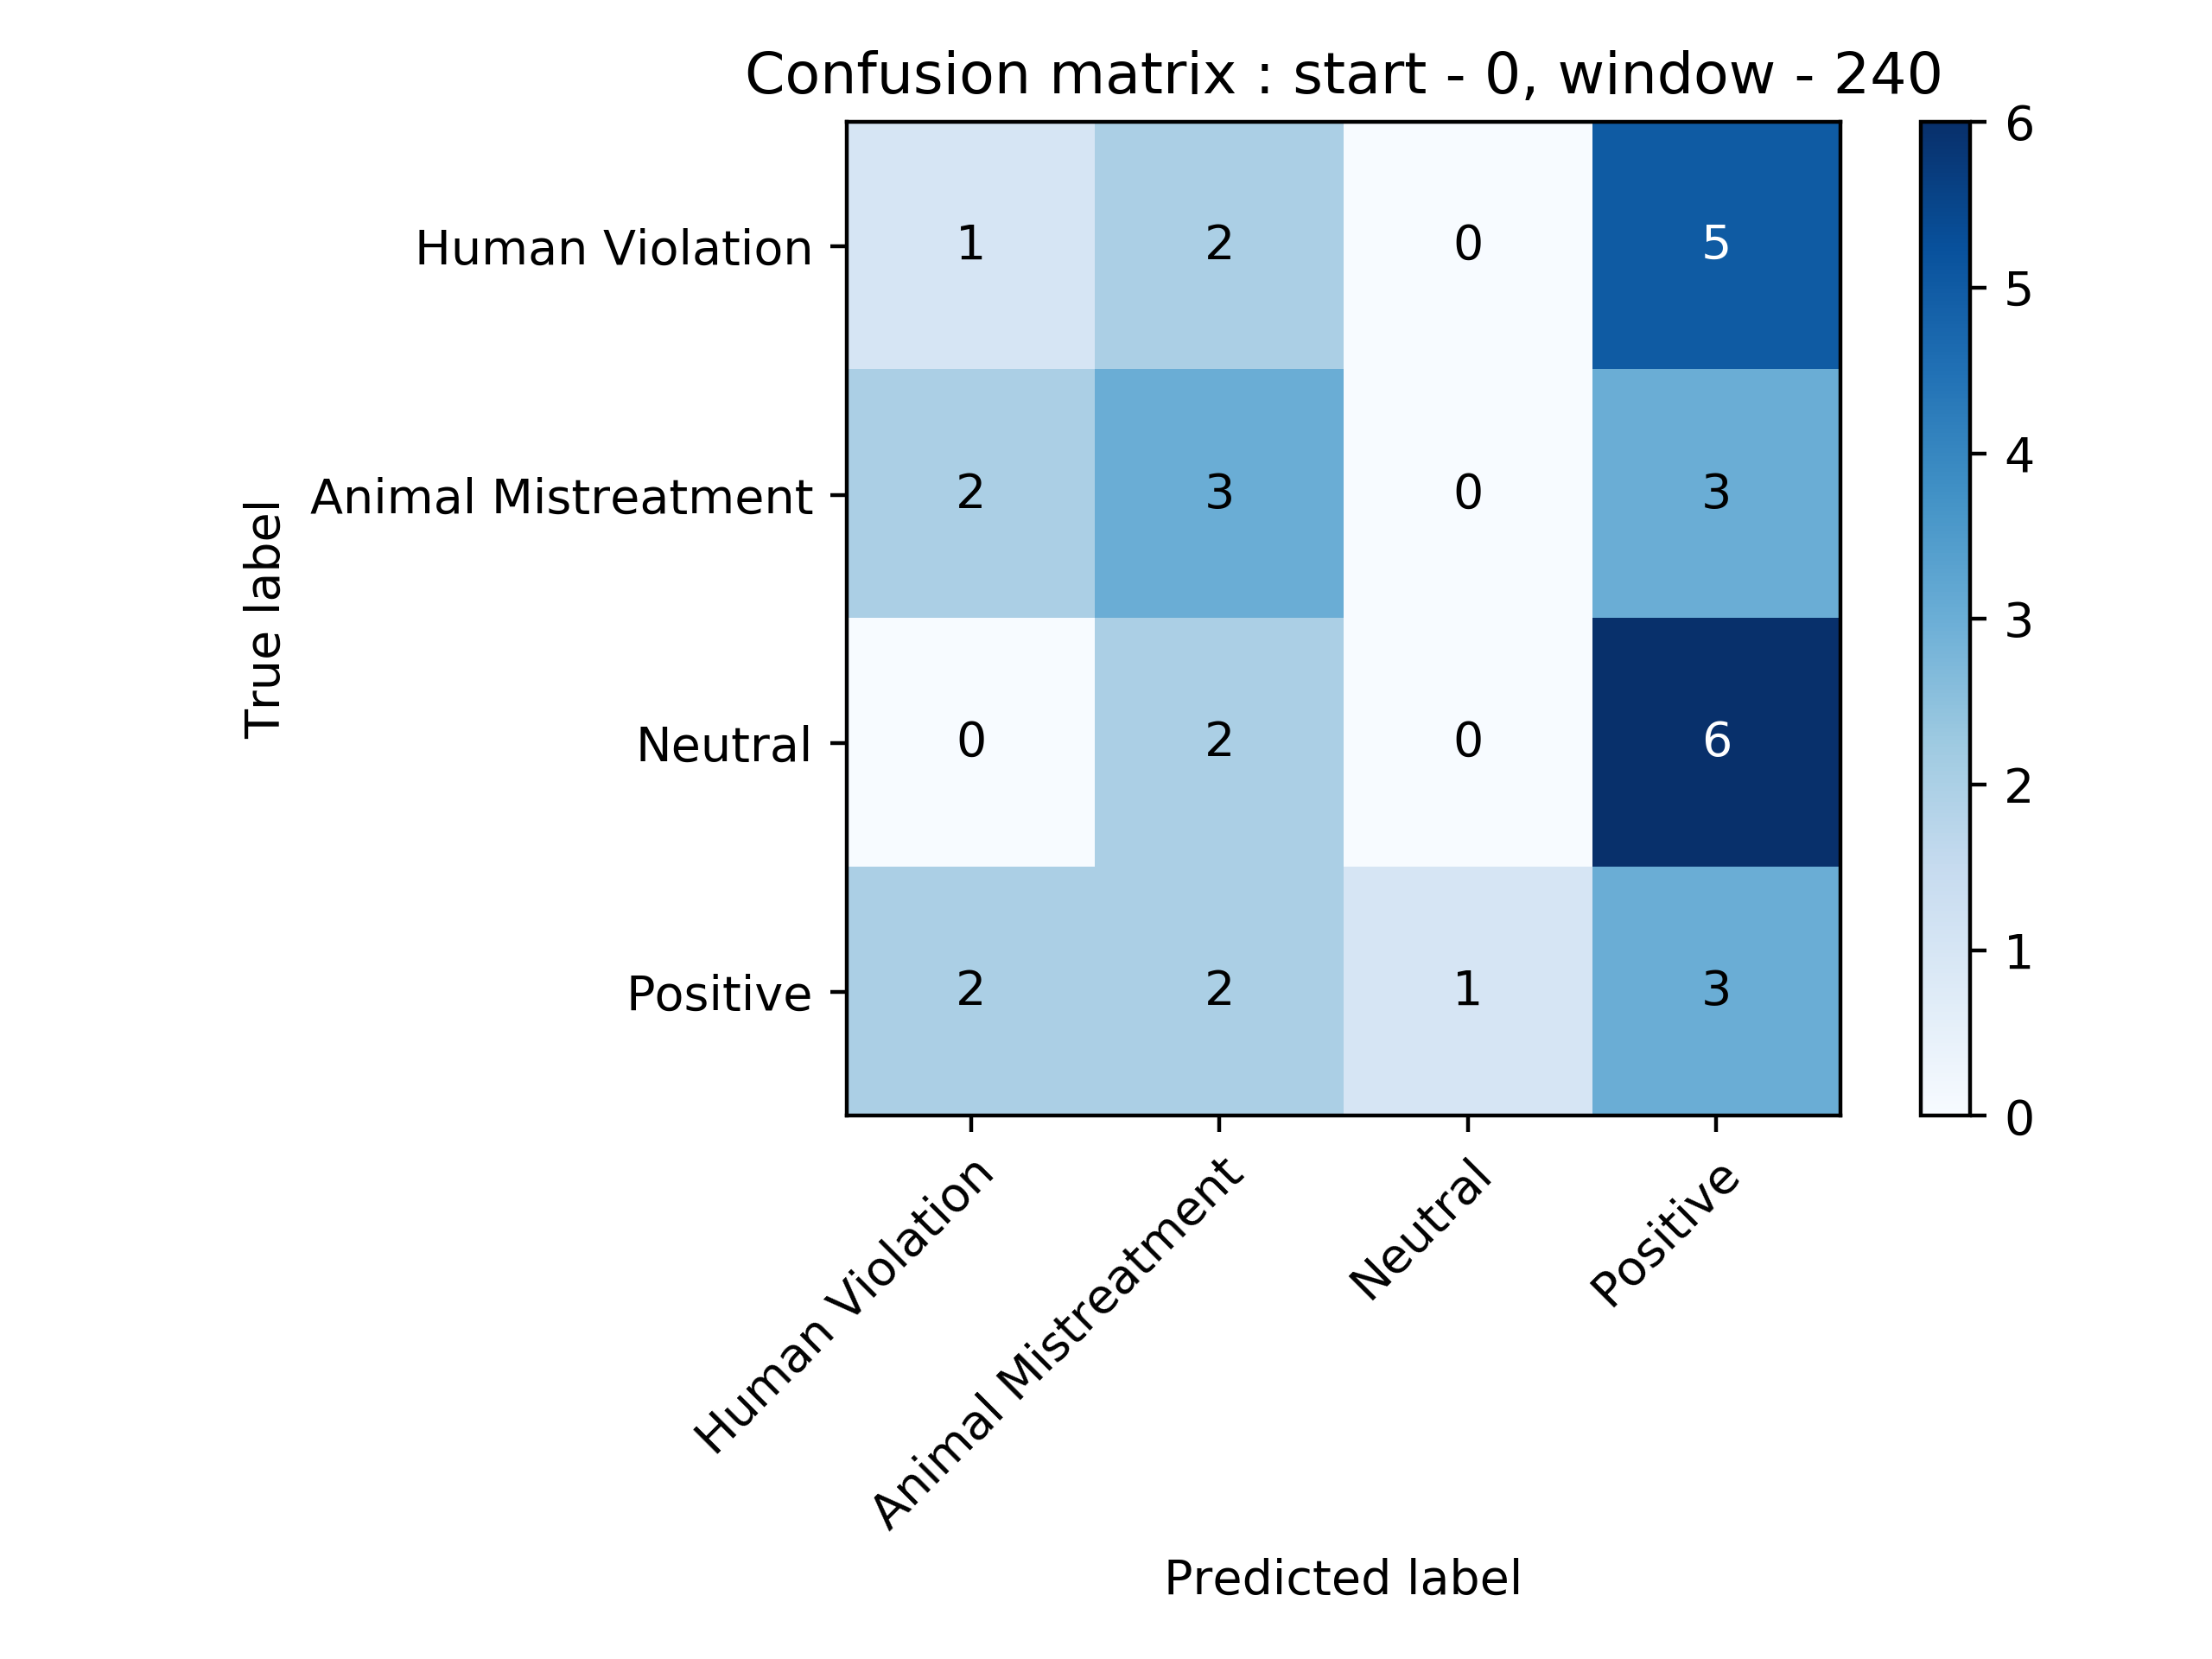 Confusion matrix : start - 0, window - 240
True label
Human Violation
1 2 0 5
Animal Mistreatment
2 3 0 3
Neutral
0 2 0 6
Positive
2 2 1 3
Human Violation
Animal Mistreatment
Neutral
Positive
Predicted label
6
5
4
3
2
1
0